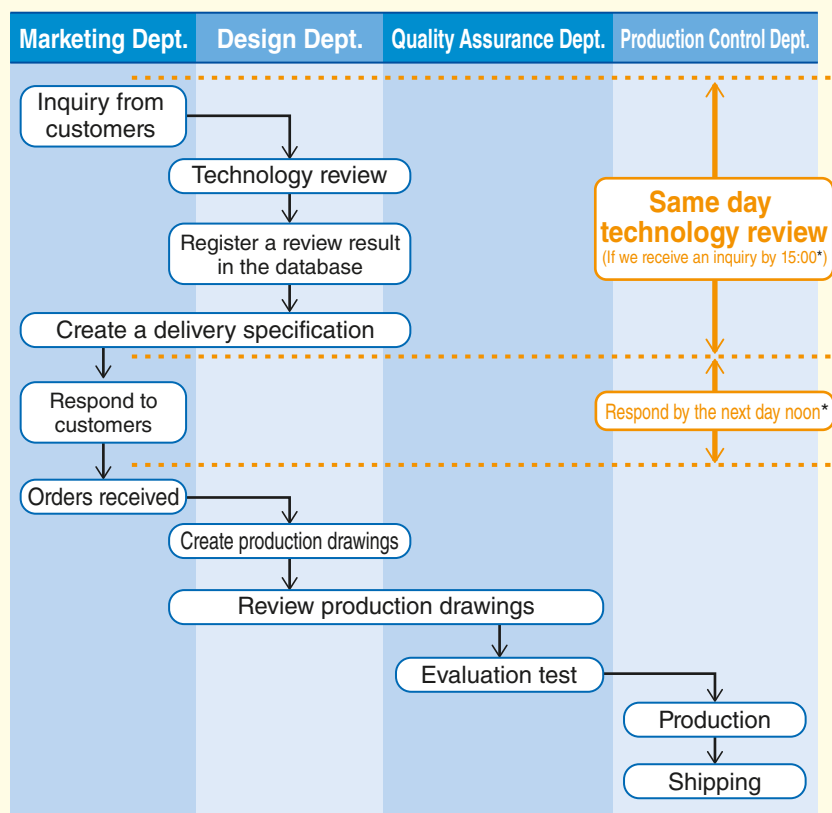 Marketing Dept.
Design Dept.
Quality Assurance Dept.
Production Control Dept.
Inquiry from
customers
Technology review
Register a review result
in the database
Create a delivery specification
Same day
technology review
(If we receive an inquiry by 15:00*)
Respond to
customers
Respond by the next day noon*
Orders received
Create production drawings
Review production drawings
Evaluation test
Production
Shipping